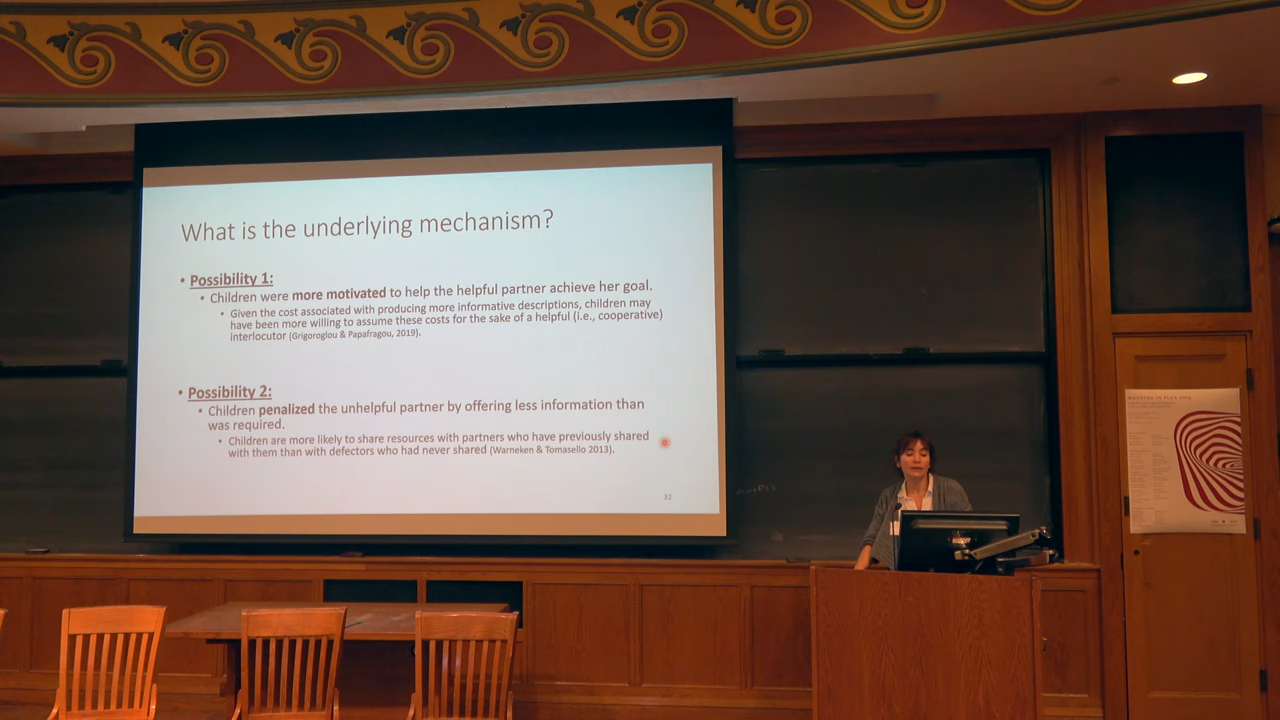 What is the underlying mechanism?
• Possibility 1:
• Children were more motivated to help the helpful partner achieve her goal.
• Given the cost associated with producing more informative descriptions, children may
have been more willing to assume these costs for the sake of a helpful (i.e., cooperative)
interlocutor (Grigoroglou & Papafragou, 2019).
• Possibility 2:
• Children penalized the unhelpful partner by offering less information than
was required.
• Children are more likely to share resources with partners who have previously shared
with them than with defectors who had never shared (Warneken & Tomasello 2013).
32